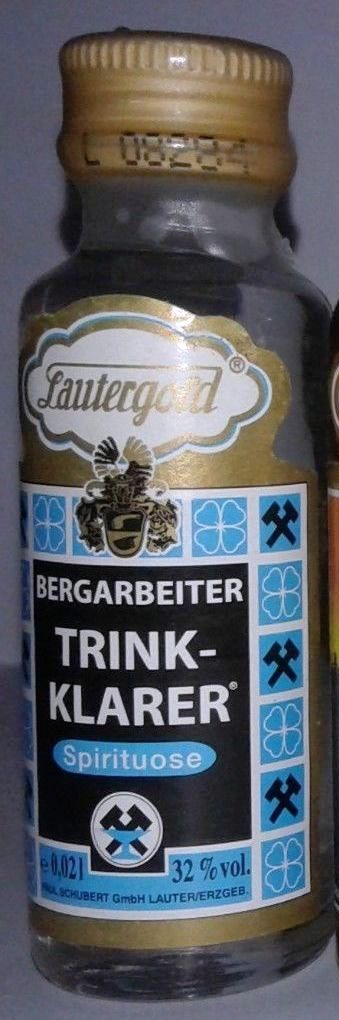 L 08284
Lautergold®
BERGARBEITER
TRINK-
KLARER®
Spirituose
e 0,02 l 32 % vol.
PAUL SCHUBERT GmbH LAUTER/ERZGEB.